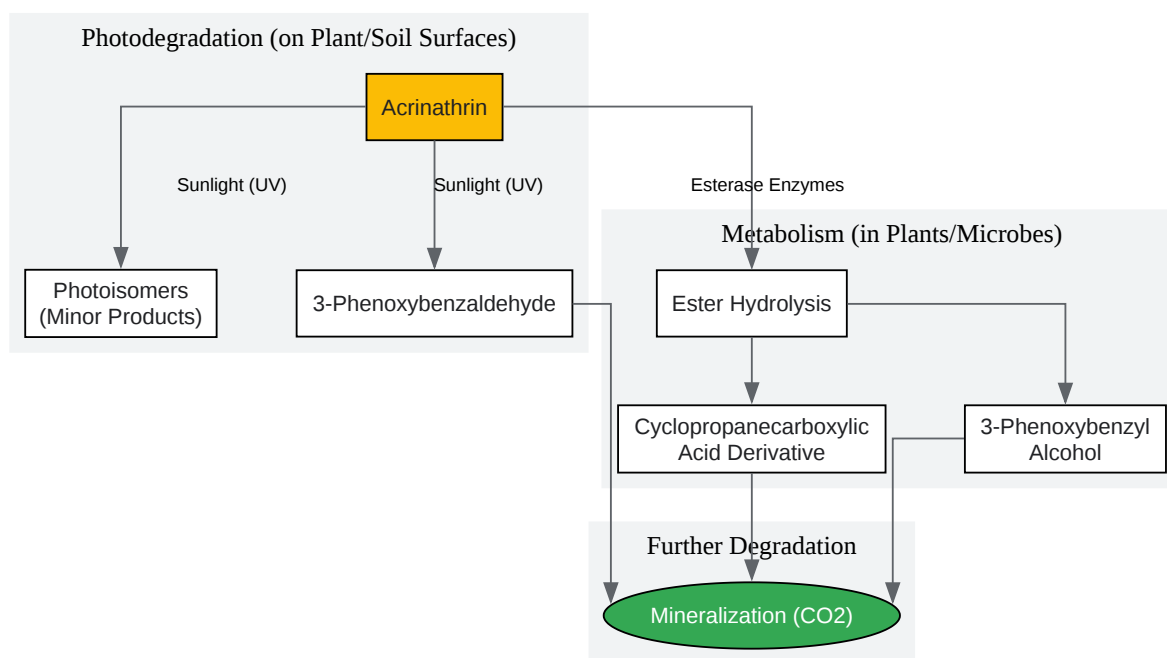 Photodegradation (on Plant/Soil Surfaces)
Acrinathrin
Sunlight (UV)
Sunlight (UV)
Esterase Enzymes
Metabolism (in Plants/Microbes)
Photoisomers
(Minor Products)
3-Phenoxybenzaldehyde
Ester Hydrolysis
Cyclopropanecarboxylic
Acid Derivative
3-Phenoxybenzyl
Alcohol
Further Degradation
Mineralization (CO2)